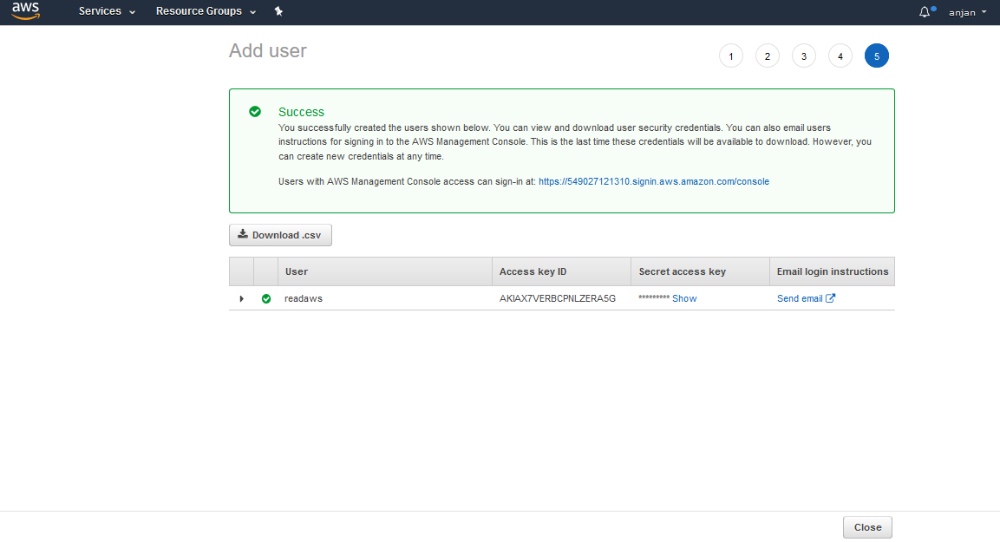 aws Services Resource Groups anjan
Add user
1 2 3 4 5
Success
You successfully created the users shown below. You can view and download user security credentials. You can also email users
instructions for signing in to the AWS Management Console. This is the last time these credentials will be available to download. However, you
can create new credentials at any time.
Users with AWS Management Console access can sign-in at: https://549027121310.signin.aws.amazon.com/console
Download .csv
User Access key ID Secret access key Email login instructions
readaws AKIAX7VERBCPNLZERA5G ********* Show Send email
Close